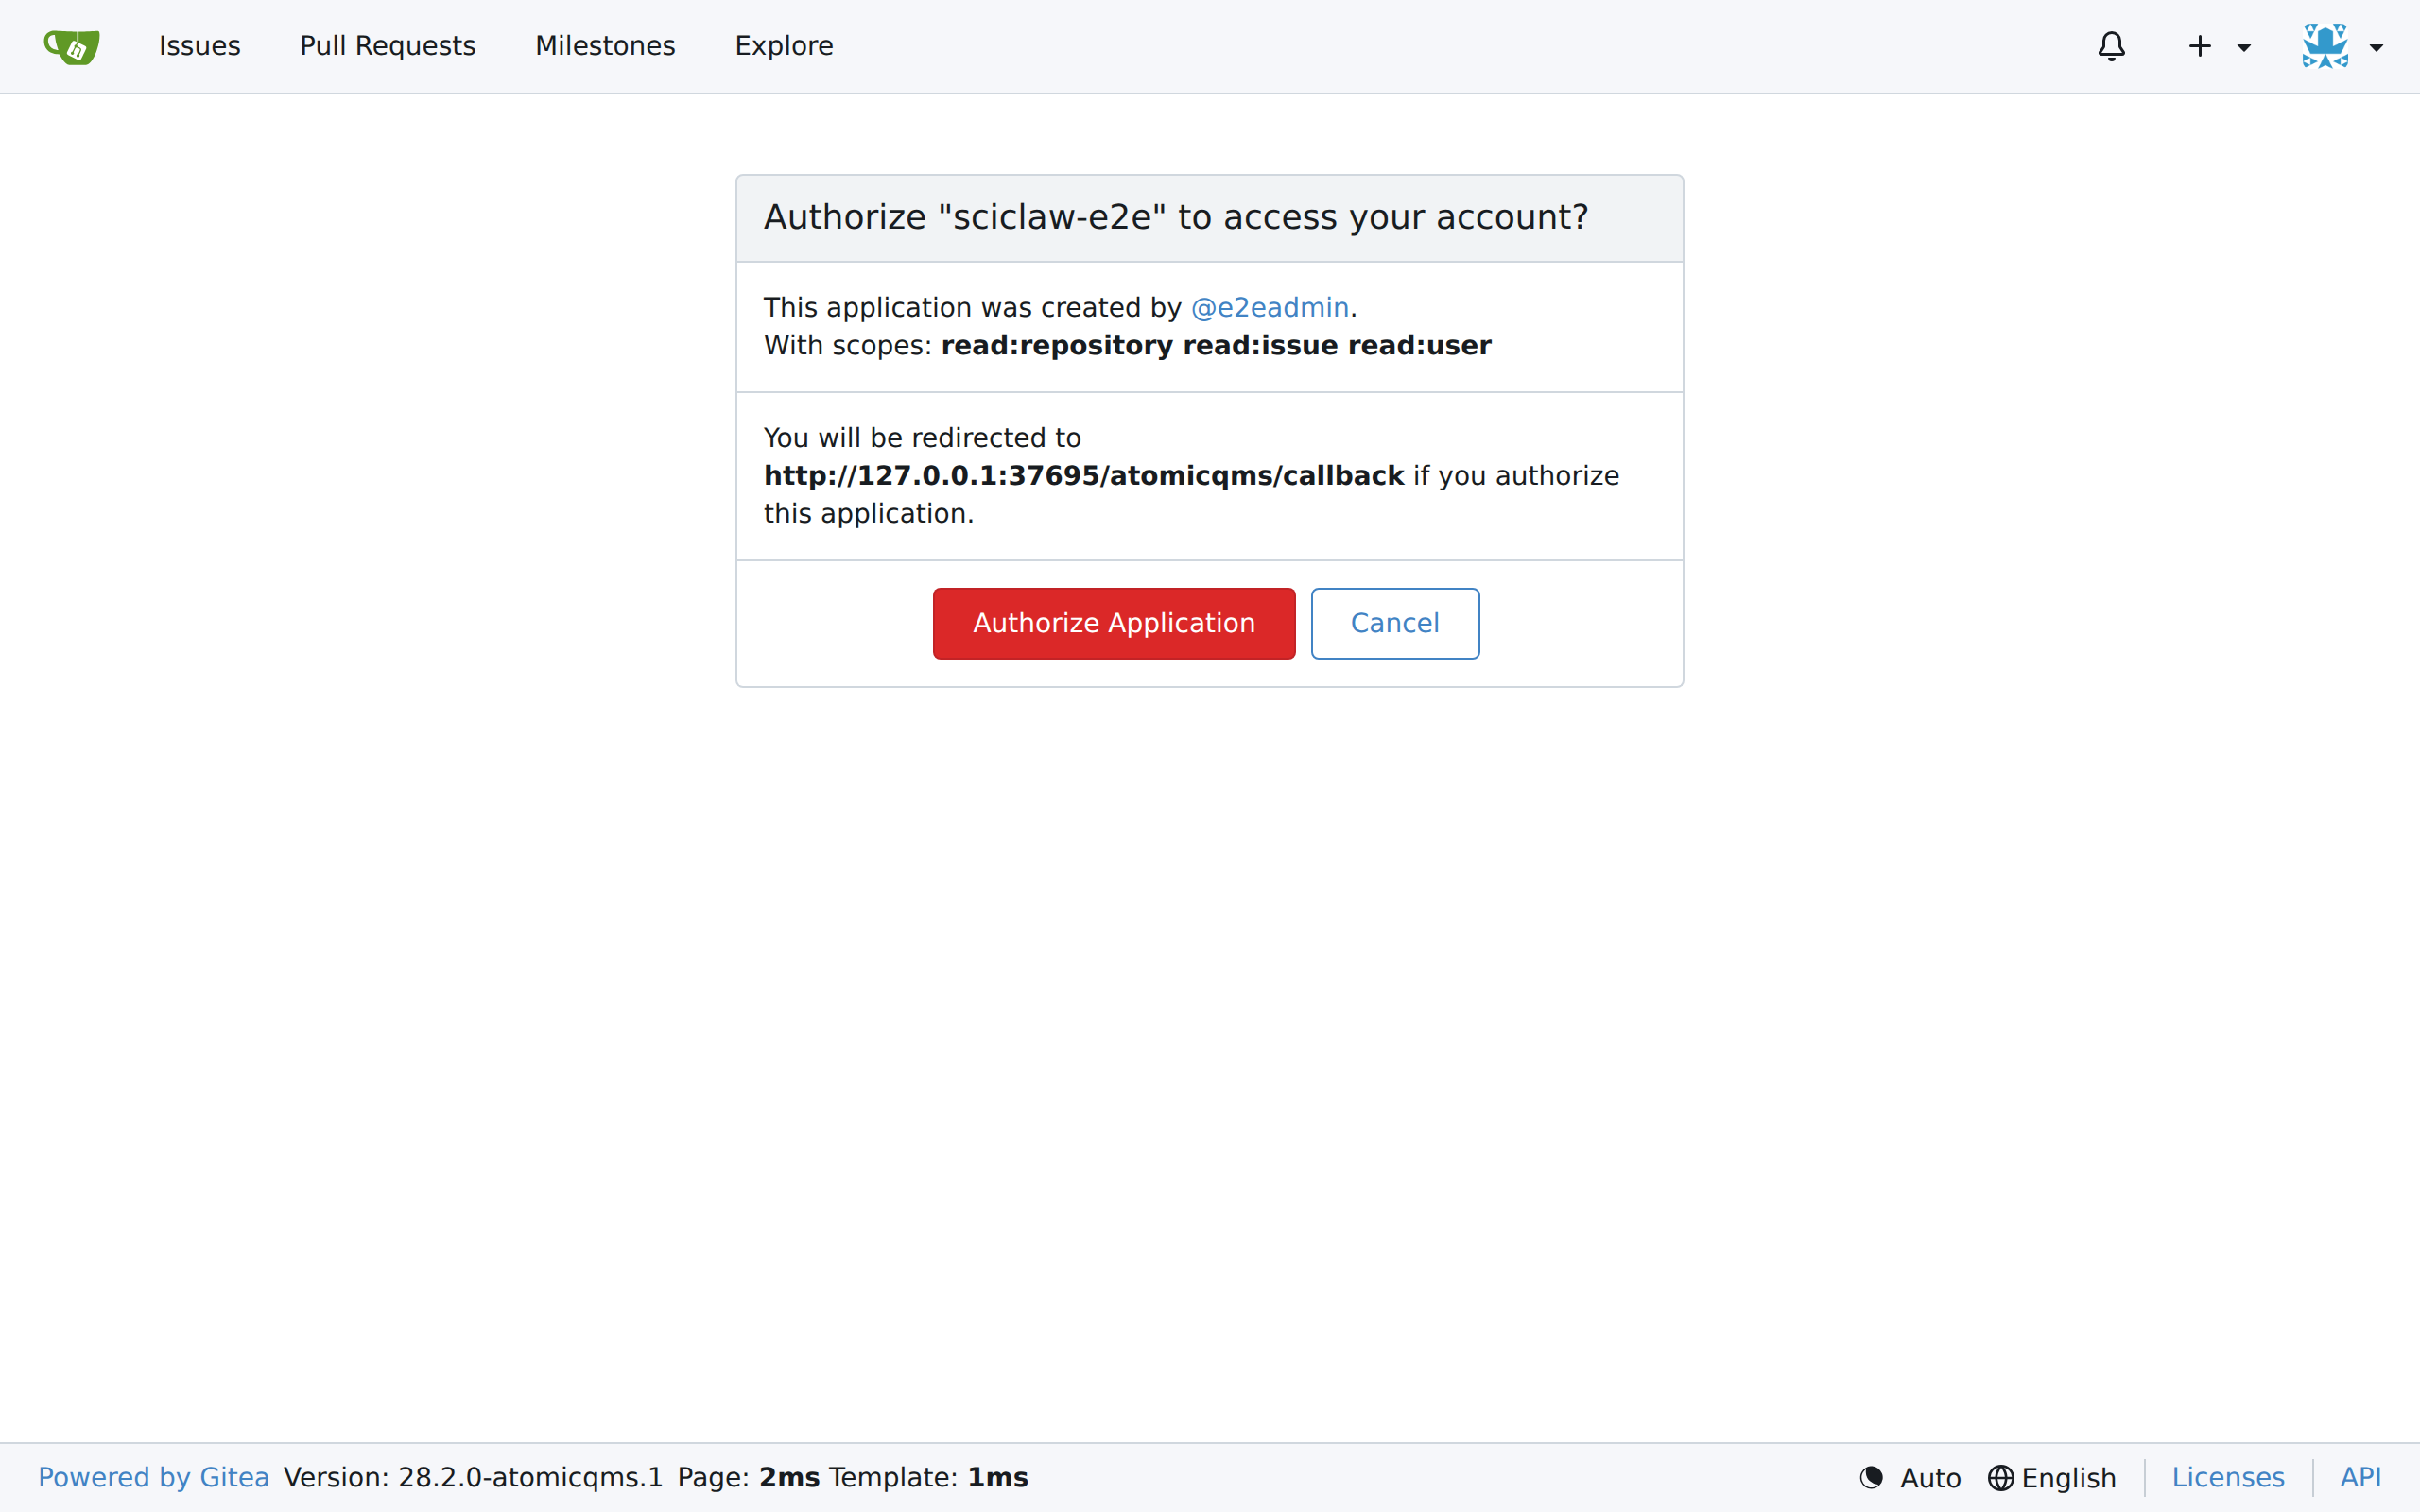 Issues Pull Requests Milestones Explore
Authorize "sciclaw-e2e" to access your account?
This application was created by @e2eadmin.
With scopes: read:repository read:issue read:user
You will be redirected to
http://127.0.0.1:37695/atomicqms/callback if you authorize
this application.
Authorize Application Cancel
Powered by Gitea Version: 28.2.0-atomicqms.1 Page: 2ms Template: 1ms Auto English Licenses API